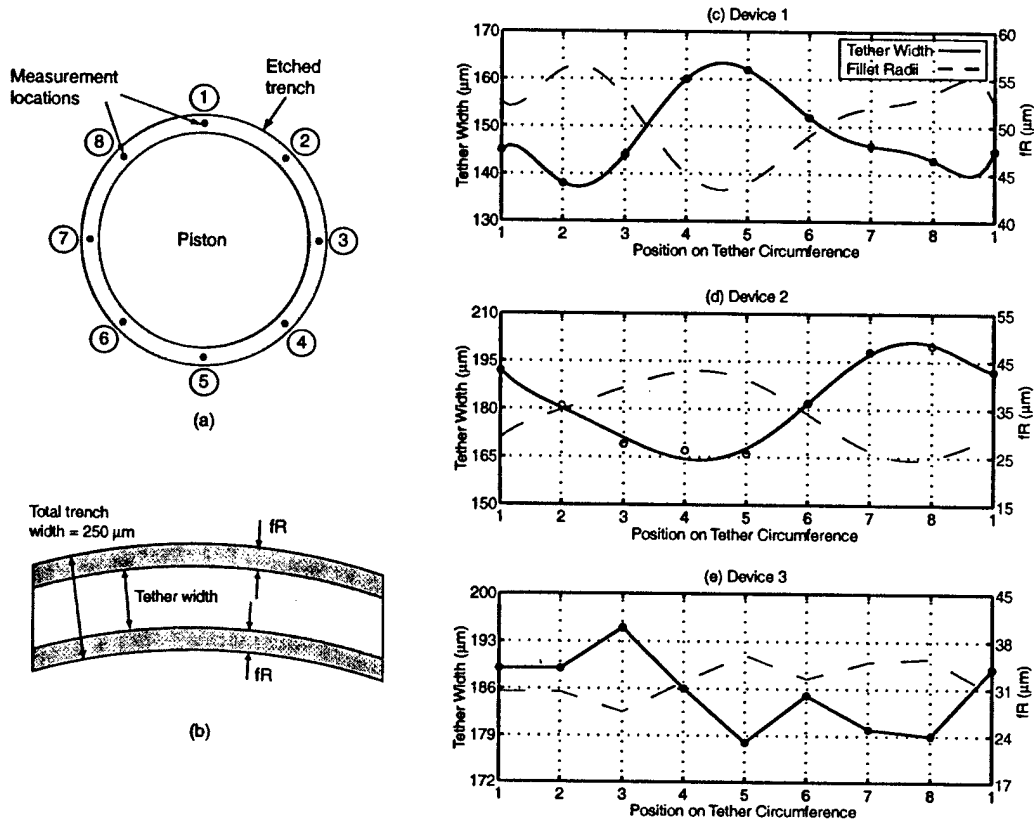 Measurement
locations
Etched
trench
1
2
3
4
5
6
7
8
Piston
(a)
Total trench
width = 250 µm
fR
Tether width
fR
(b)
(c) Device 1
Tether Width
Fillet Radii
170
160
150
140
130
Tether Width (µm)
60
55
50
45
40
fR (µm)
1 2 3 4 5 6 7 8 1
Position on Tether Circumference
(d) Device 2
210
195
180
165
150
Tether Width (µm)
55
45
35
25
15
fR (µm)
1 2 3 4 5 6 7 8 1
Position on Tether Circumference
(e) Device 3
200
193
186
179
172
Tether Width (µm)
45
38
31
24
17
fR (µm)
1 2 3 4 5 6 7 8 1
Position on Tether Circumference